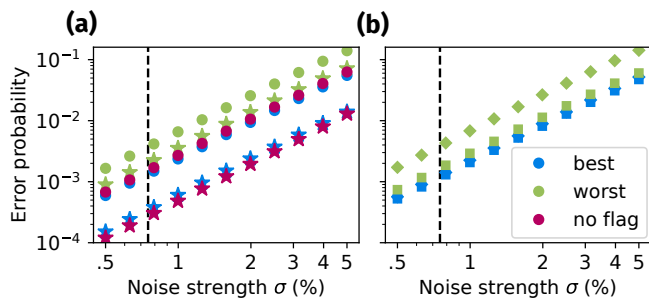 (a)
(b)
Error probability
10⁻¹
10⁻²
10⁻³
10⁻⁴
.5 1 2 3 4 5
Noise strength σ (%)
.5 1 2 3 4 5
Noise strength σ (%)
best
worst
no flag